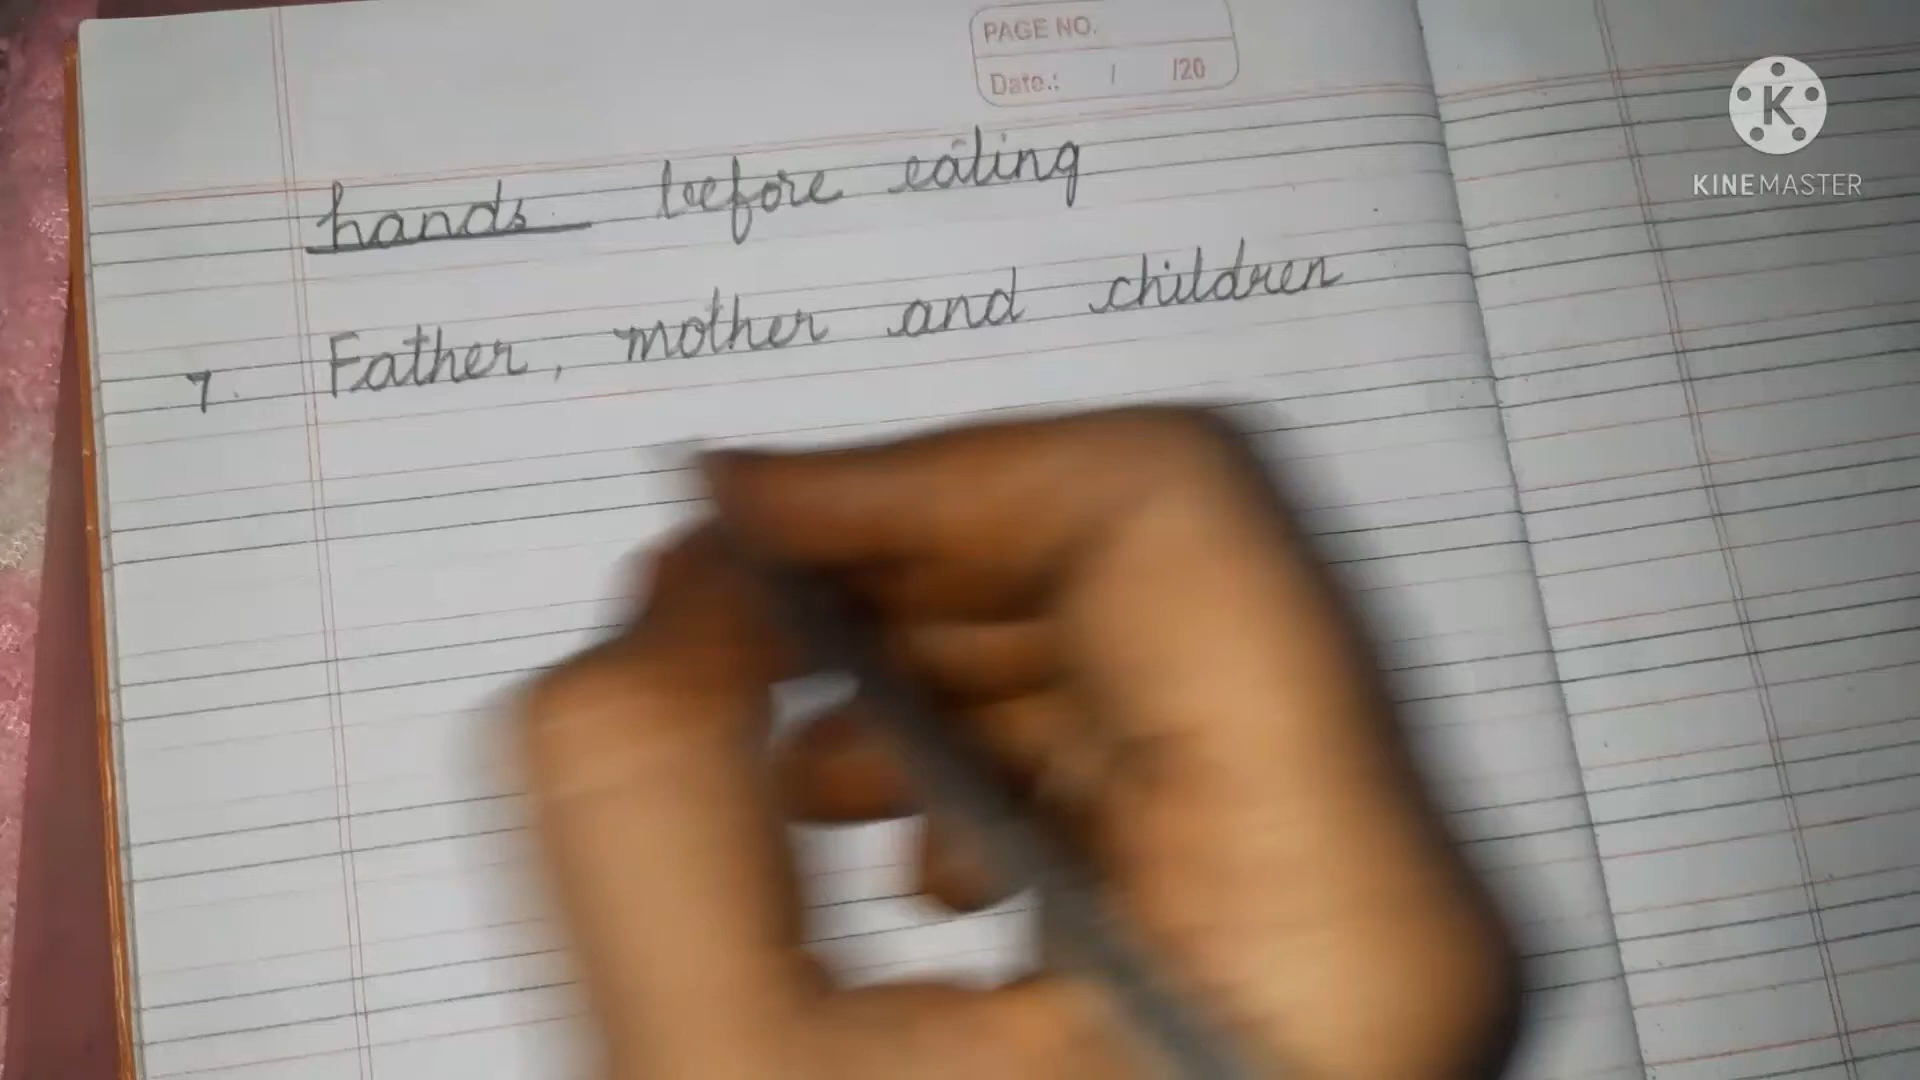 PAGE NO.
Date.: / /20
KINEMASTER
hands before eating
7. Father, mother and children